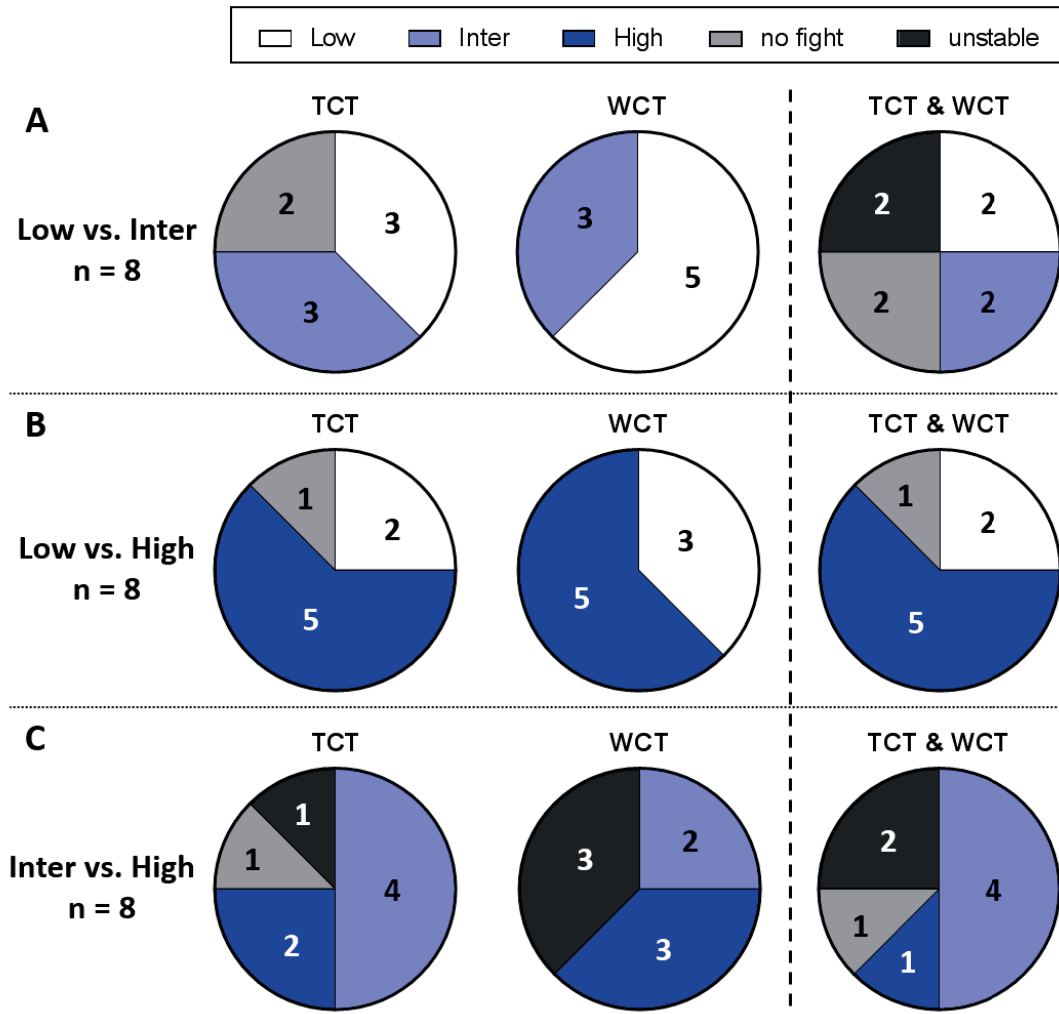 Low Inter High no fight unstable
A
TCT WCT TCT & WCT
Low vs. Inter
n = 8
2 3 3
3 5
2 2 2 2
B
TCT WCT TCT & WCT
Low vs. High
n = 8
1 2 5
3 5
1 2 5
C
TCT WCT TCT & WCT
Inter vs. High
n = 8
1 1 4 2
3 2 3
2 4 1 1